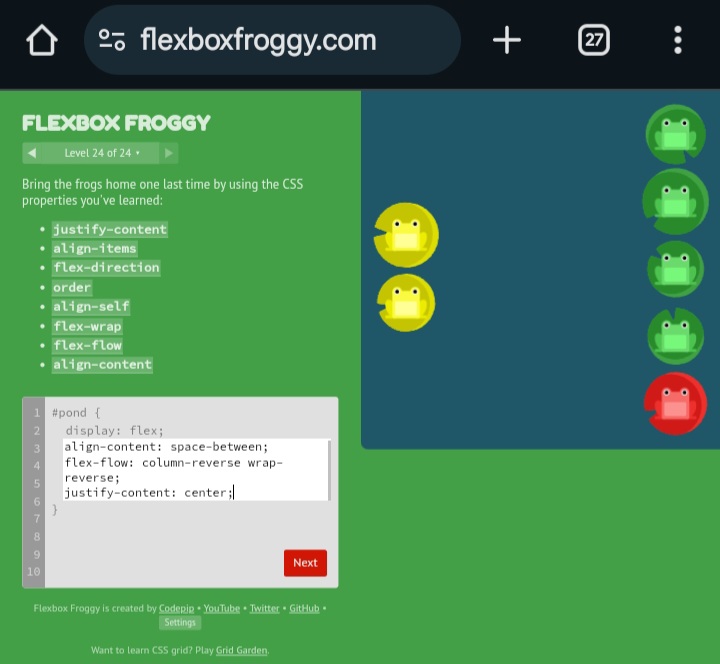 flexboxfroggy.com
27
FLEXBOX FROGGY
Level 24 of 24
Bring the frogs home one last time by using the CSS
properties you've learned:
justify-content
align-items
flex-direction
order
align-self
flex-wrap
flex-flow
align-content
1 #pond {
2 display: flex;
3 align-content: space-between;
4 flex-flow: column-reverse wrap-
5 reverse;
6 justify-content: center;
7 }
8
9
10
Next
Flexbox Froggy is created by Codepip • YouTube • Twitter • GitHub •
Settings
Want to learn CSS grid? Play Grid Garden.